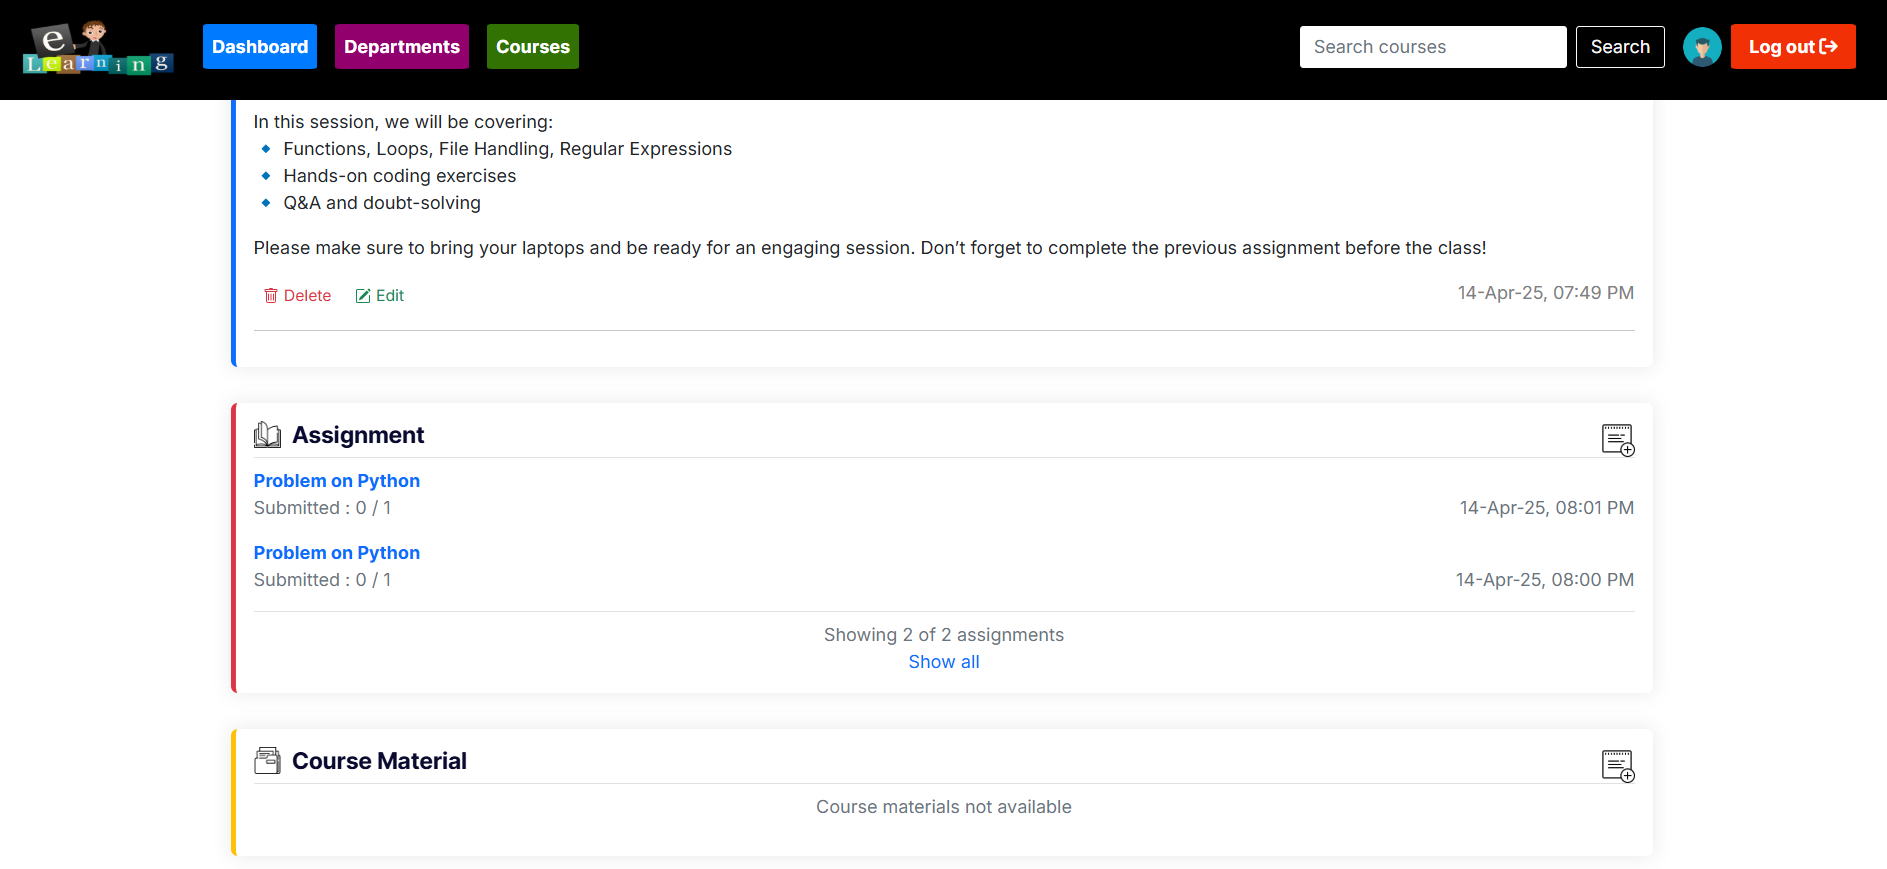 e
Learning
Dashboard
Departments
Courses
Search courses
Search
Log out
In this session, we will be covering:
🔹 Functions, Loops, File Handling, Regular Expressions
🔹 Hands-on coding exercises
🔹 Q&A and doubt-solving
Please make sure to bring your laptops and be ready for an engaging session. Don’t forget to complete the previous assignment before the class!
Delete
Edit
14-Apr-25, 07:49 PM
Assignment
Problem on Python
Submitted : 0 / 1
14-Apr-25, 08:01 PM
Problem on Python
Submitted : 0 / 1
14-Apr-25, 08:00 PM
Showing 2 of 2 assignments
Show all
Course Material
Course materials not available